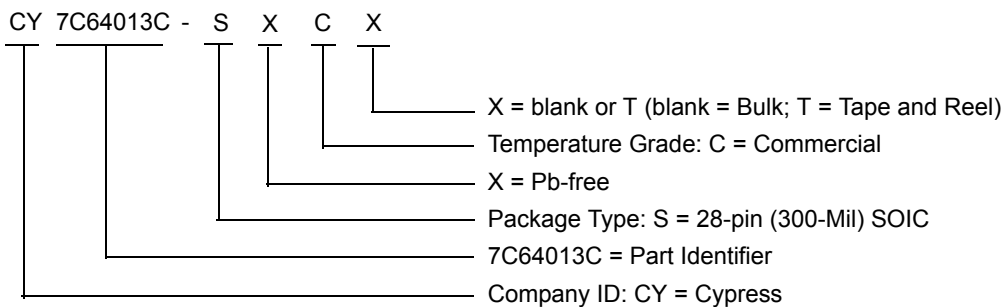 CY 7C64013C - S X C X
X = blank or T (blank = Bulk; T = Tape and Reel)
Temperature Grade: C = Commercial
X = Pb-free
Package Type: S = 28-pin (300-Mil) SOIC
7C64013C = Part Identifier
Company ID: CY = Cypress